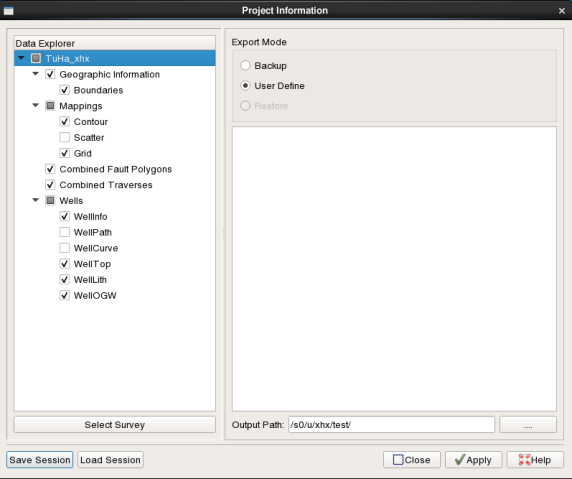 Project Information
Data Explorer
TuHa_xhx
Geographic Information
Boundaries
Mappings
Contour
Scatter
Grid
Combined Fault Polygons
Combined Traverses
Wells
WellInfo
WellPath
WellCurve
WellTop
WellLith
WellOGW
Select Survey
Export Mode
Backup
User Define
Restore
Output Path: /s0/u/xhx/test/ ....
Save Session Load Session Close Apply Help